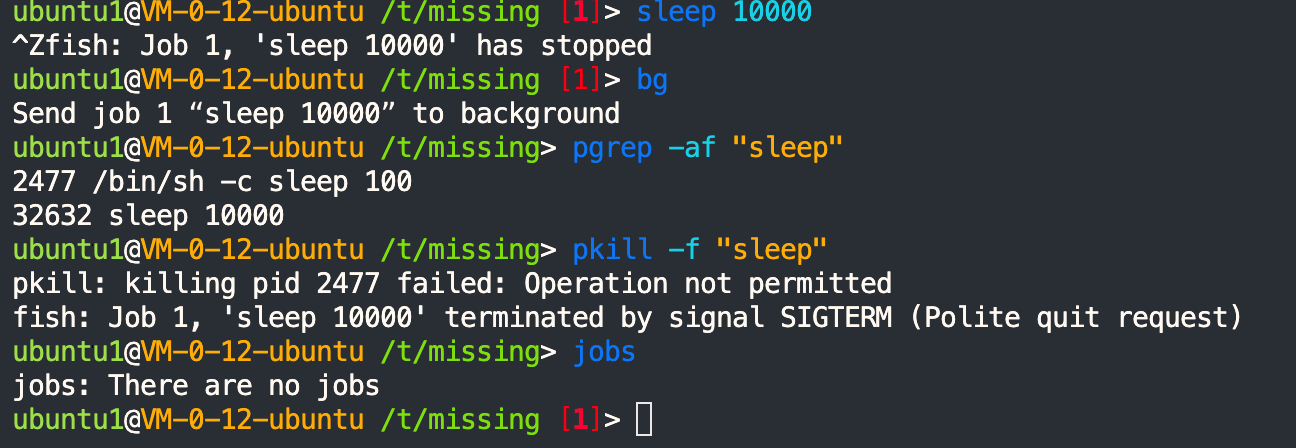 ubuntu1@VM-0-12-ubuntu /t/missing [1]> sleep 10000
^Zfish: Job 1, 'sleep 10000' has stopped
ubuntu1@VM-0-12-ubuntu /t/missing [1]> bg
Send job 1 “sleep 10000” to background
ubuntu1@VM-0-12-ubuntu /t/missing> pgrep -af "sleep"
2477 /bin/sh -c sleep 100
32632 sleep 10000
ubuntu1@VM-0-12-ubuntu /t/missing> pkill -f "sleep"
pkill: killing pid 2477 failed: Operation not permitted
fish: Job 1, 'sleep 10000' terminated by signal SIGTERM (Polite quit request)
ubuntu1@VM-0-12-ubuntu /t/missing> jobs
jobs: There are no jobs
ubuntu1@VM-0-12-ubuntu /t/missing [1]>